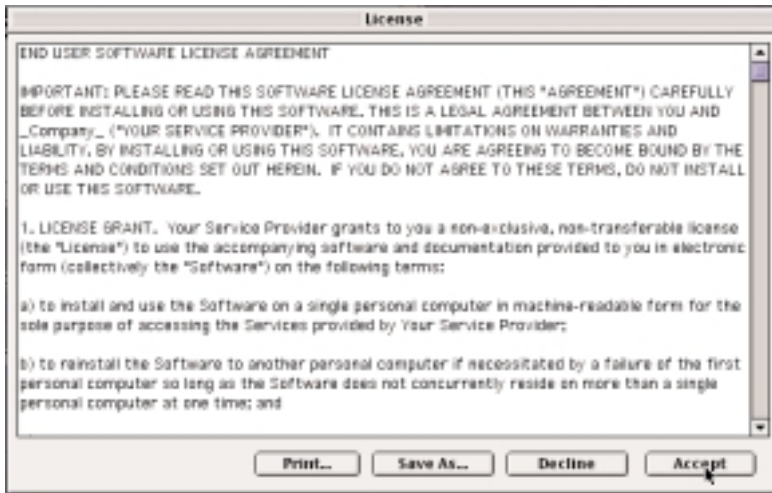 License
END USER SOFTWARE LICENSE AGREEMENT
IMPORTANT: PLEASE READ THIS SOFTWARE LICENSE AGREEMENT (THIS "AGREEMENT") CAREFULLY
BEFORE INSTALLING OR USING THIS SOFTWARE. THIS IS A LEGAL AGREEMENT BETWEEN YOU AND
_Company_ ("YOUR SERVICE PROVIDER"). IT CONTAINS LIMITATIONS ON WARRANTIES AND
LIABILITY. BY INSTALLING OR USING THIS SOFTWARE, YOU ARE AGREEING TO BECOME BOUND BY THE
TERMS AND CONDITIONS SET OUT HEREIN. IF YOU DO NOT AGREE TO THESE TERMS, DO NOT INSTALL
OR USE THIS SOFTWARE.
1. LICENSE GRANT. Your Service Provider grants to you a non-exclusive, non-transferable license
(the "License") to use the accompanying software and documentation provided to you in electronic
form (collectively the "Software") on the following terms:
a) to install and use the Software on a single personal computer in machine-readable form for the
sole purpose of accessing the Services provided by Your Service Provider;
b) to reinstall the Software to another personal computer if necessitated by a failure of the first
personal computer so long as the Software does not concurrently reside on more than a single
personal computer at one time; and
Print... Save As... Decline Accept